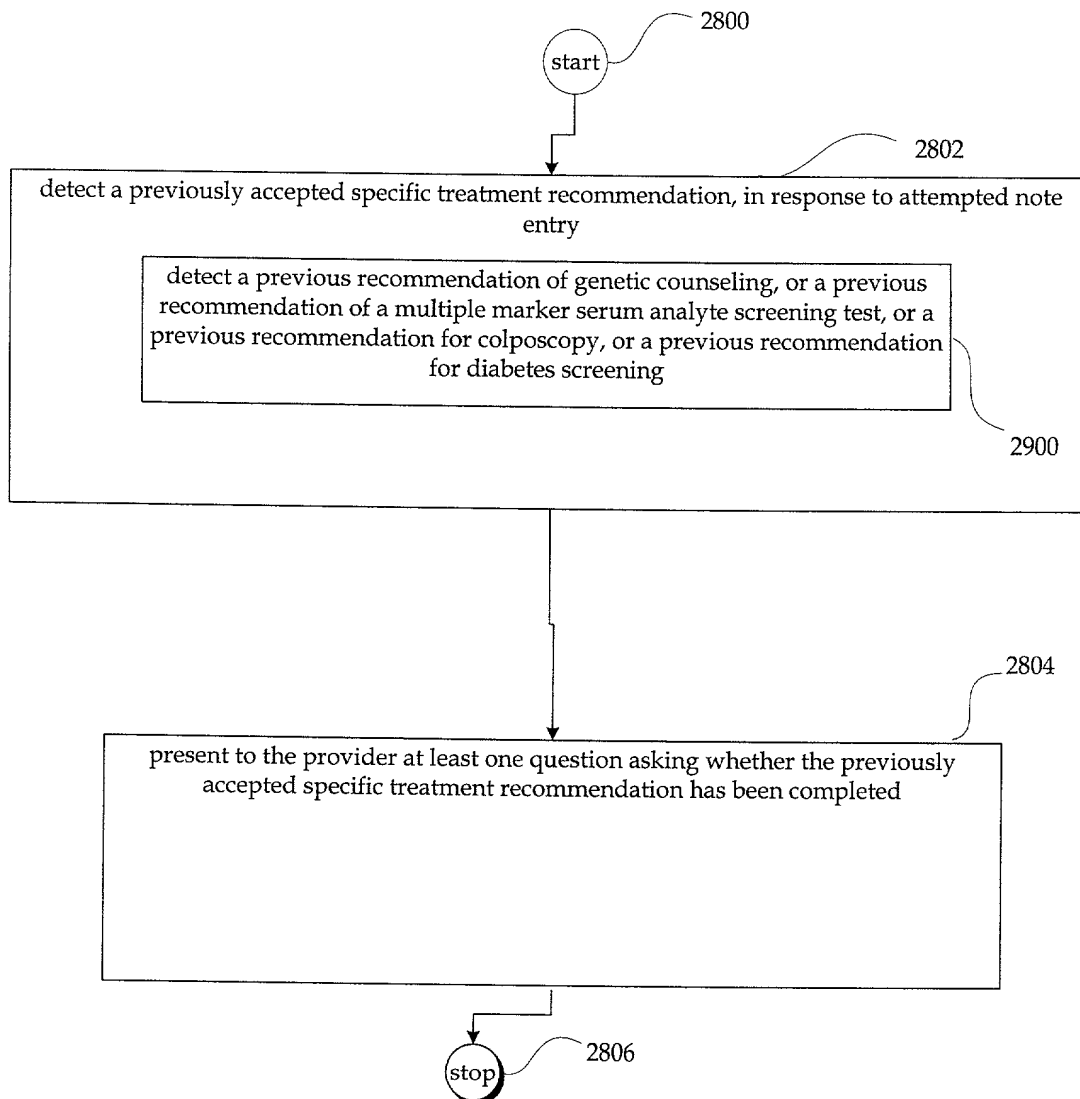 2800
start
2802
detect a previously accepted specific treatment recommendation, in response to attempted note
entry
detect a previous recommendation of genetic counseling, or a previous
recommendation of a multiple marker serum analyte screening test, or a
previous recommendation for colposcopy, or a previous recommendation
for diabetes screening
2900
2804
present to the provider at least one question asking whether the previously
accepted specific treatment recommendation has been completed
2806
stop